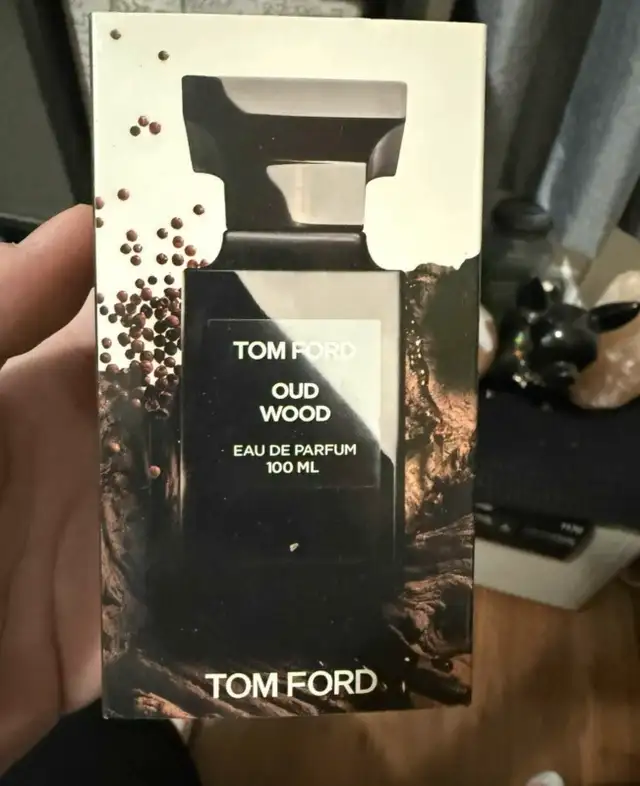 TOM FORD
OUD
WOOD
EAU DE PARFUM
100 ML
TOM FORD